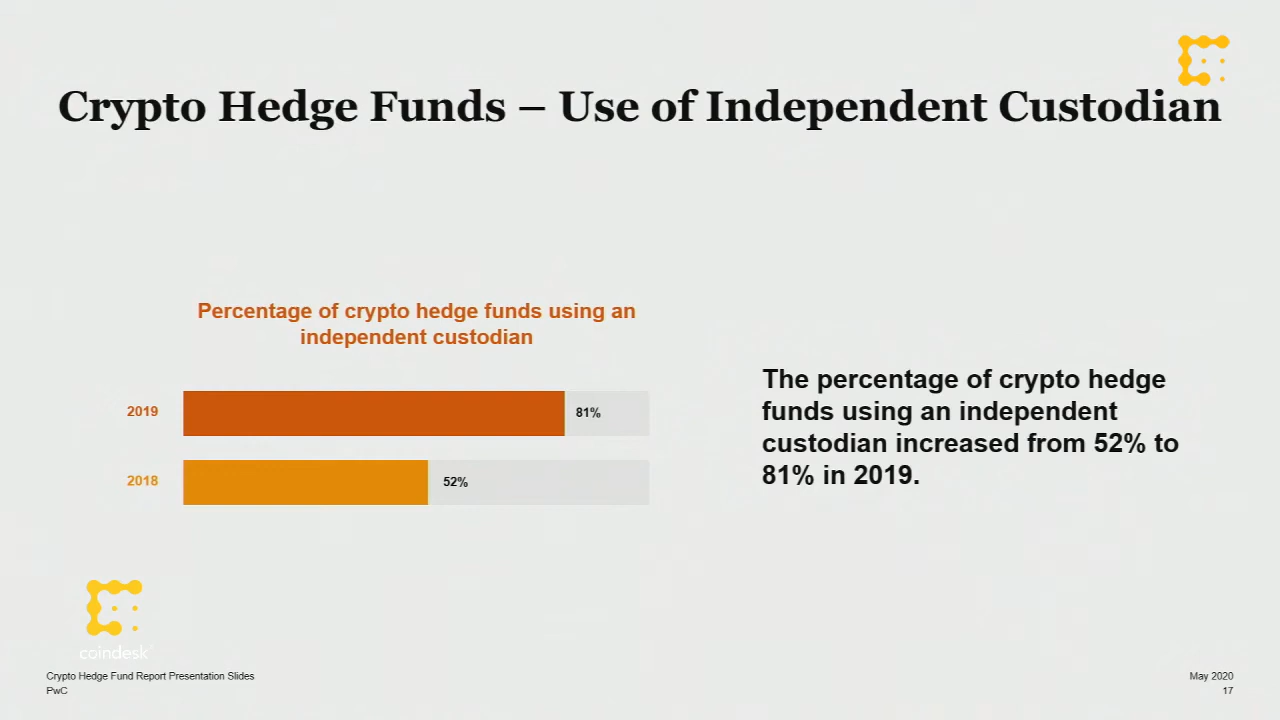 Crypto Hedge Funds – Use of Independent Custodian
Percentage of crypto hedge funds using an
independent custodian
2019
81%
2018
52%
The percentage of crypto hedge
funds using an independent
custodian increased from 52% to
81% in 2019.
coindesk
Crypto Hedge Fund Report Presentation Slides
PwC
May 2020
17